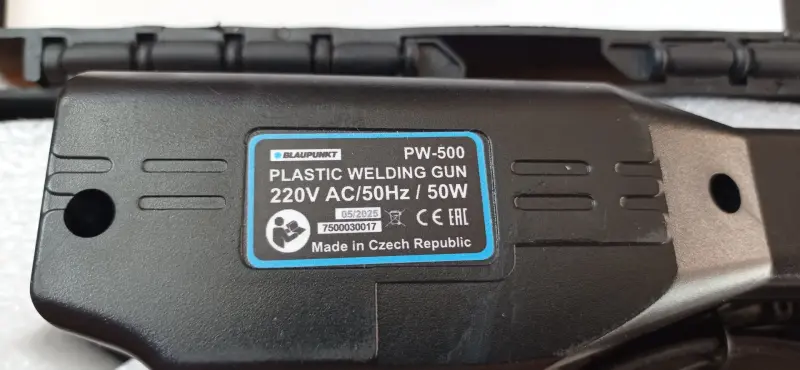 BLAUPUNKT PW-500
PLASTIC WELDING GUN
220V AC/50Hz / 50W
05/2025 CE EAC
7500030017
Made in Czech Republic